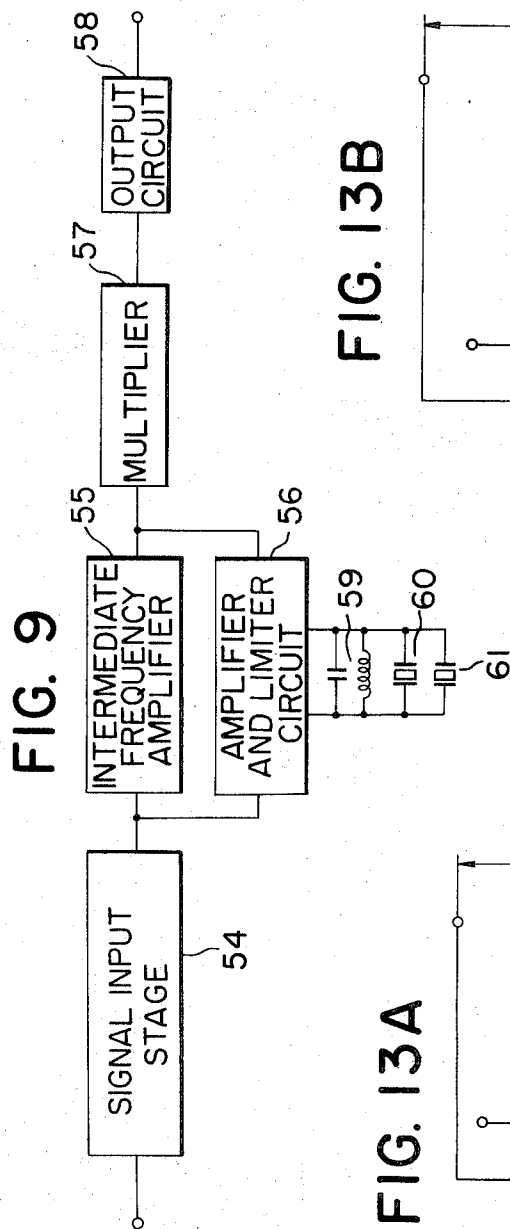 FIG. 9
SIGNAL INPUT
STAGE
54
INTERMEDIATE
FREQUENCY
AMPLIFIER
55
AMPLIFIER
AND LIMITER
CIRCUIT
56
59
60
61
MULTIPLIER
57
OUTPUT
CIRCUIT
58
FIG. 13A
FIG. 13B